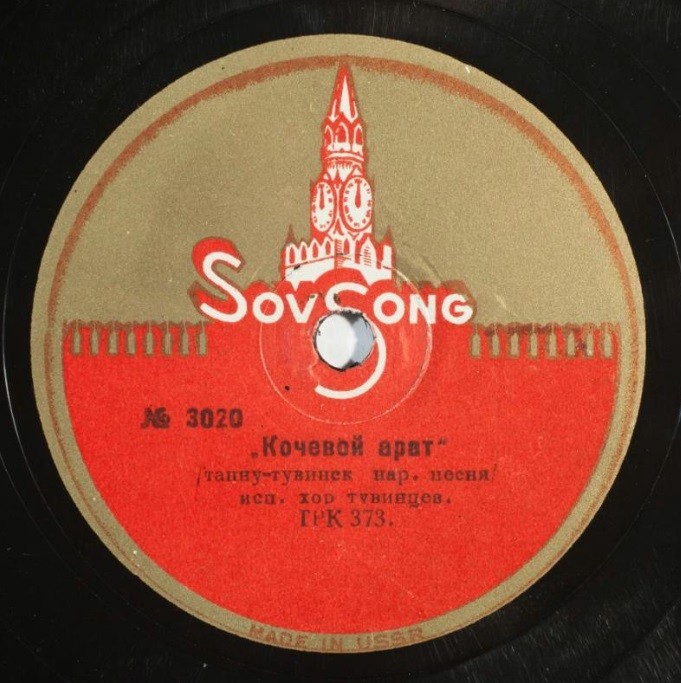 SOVSONG
№ 3020
„Кочевой арат“
/танну-тувинск нар. песня/
исп. хор тувинцев.
ГРК 373.
MADE IN USSR